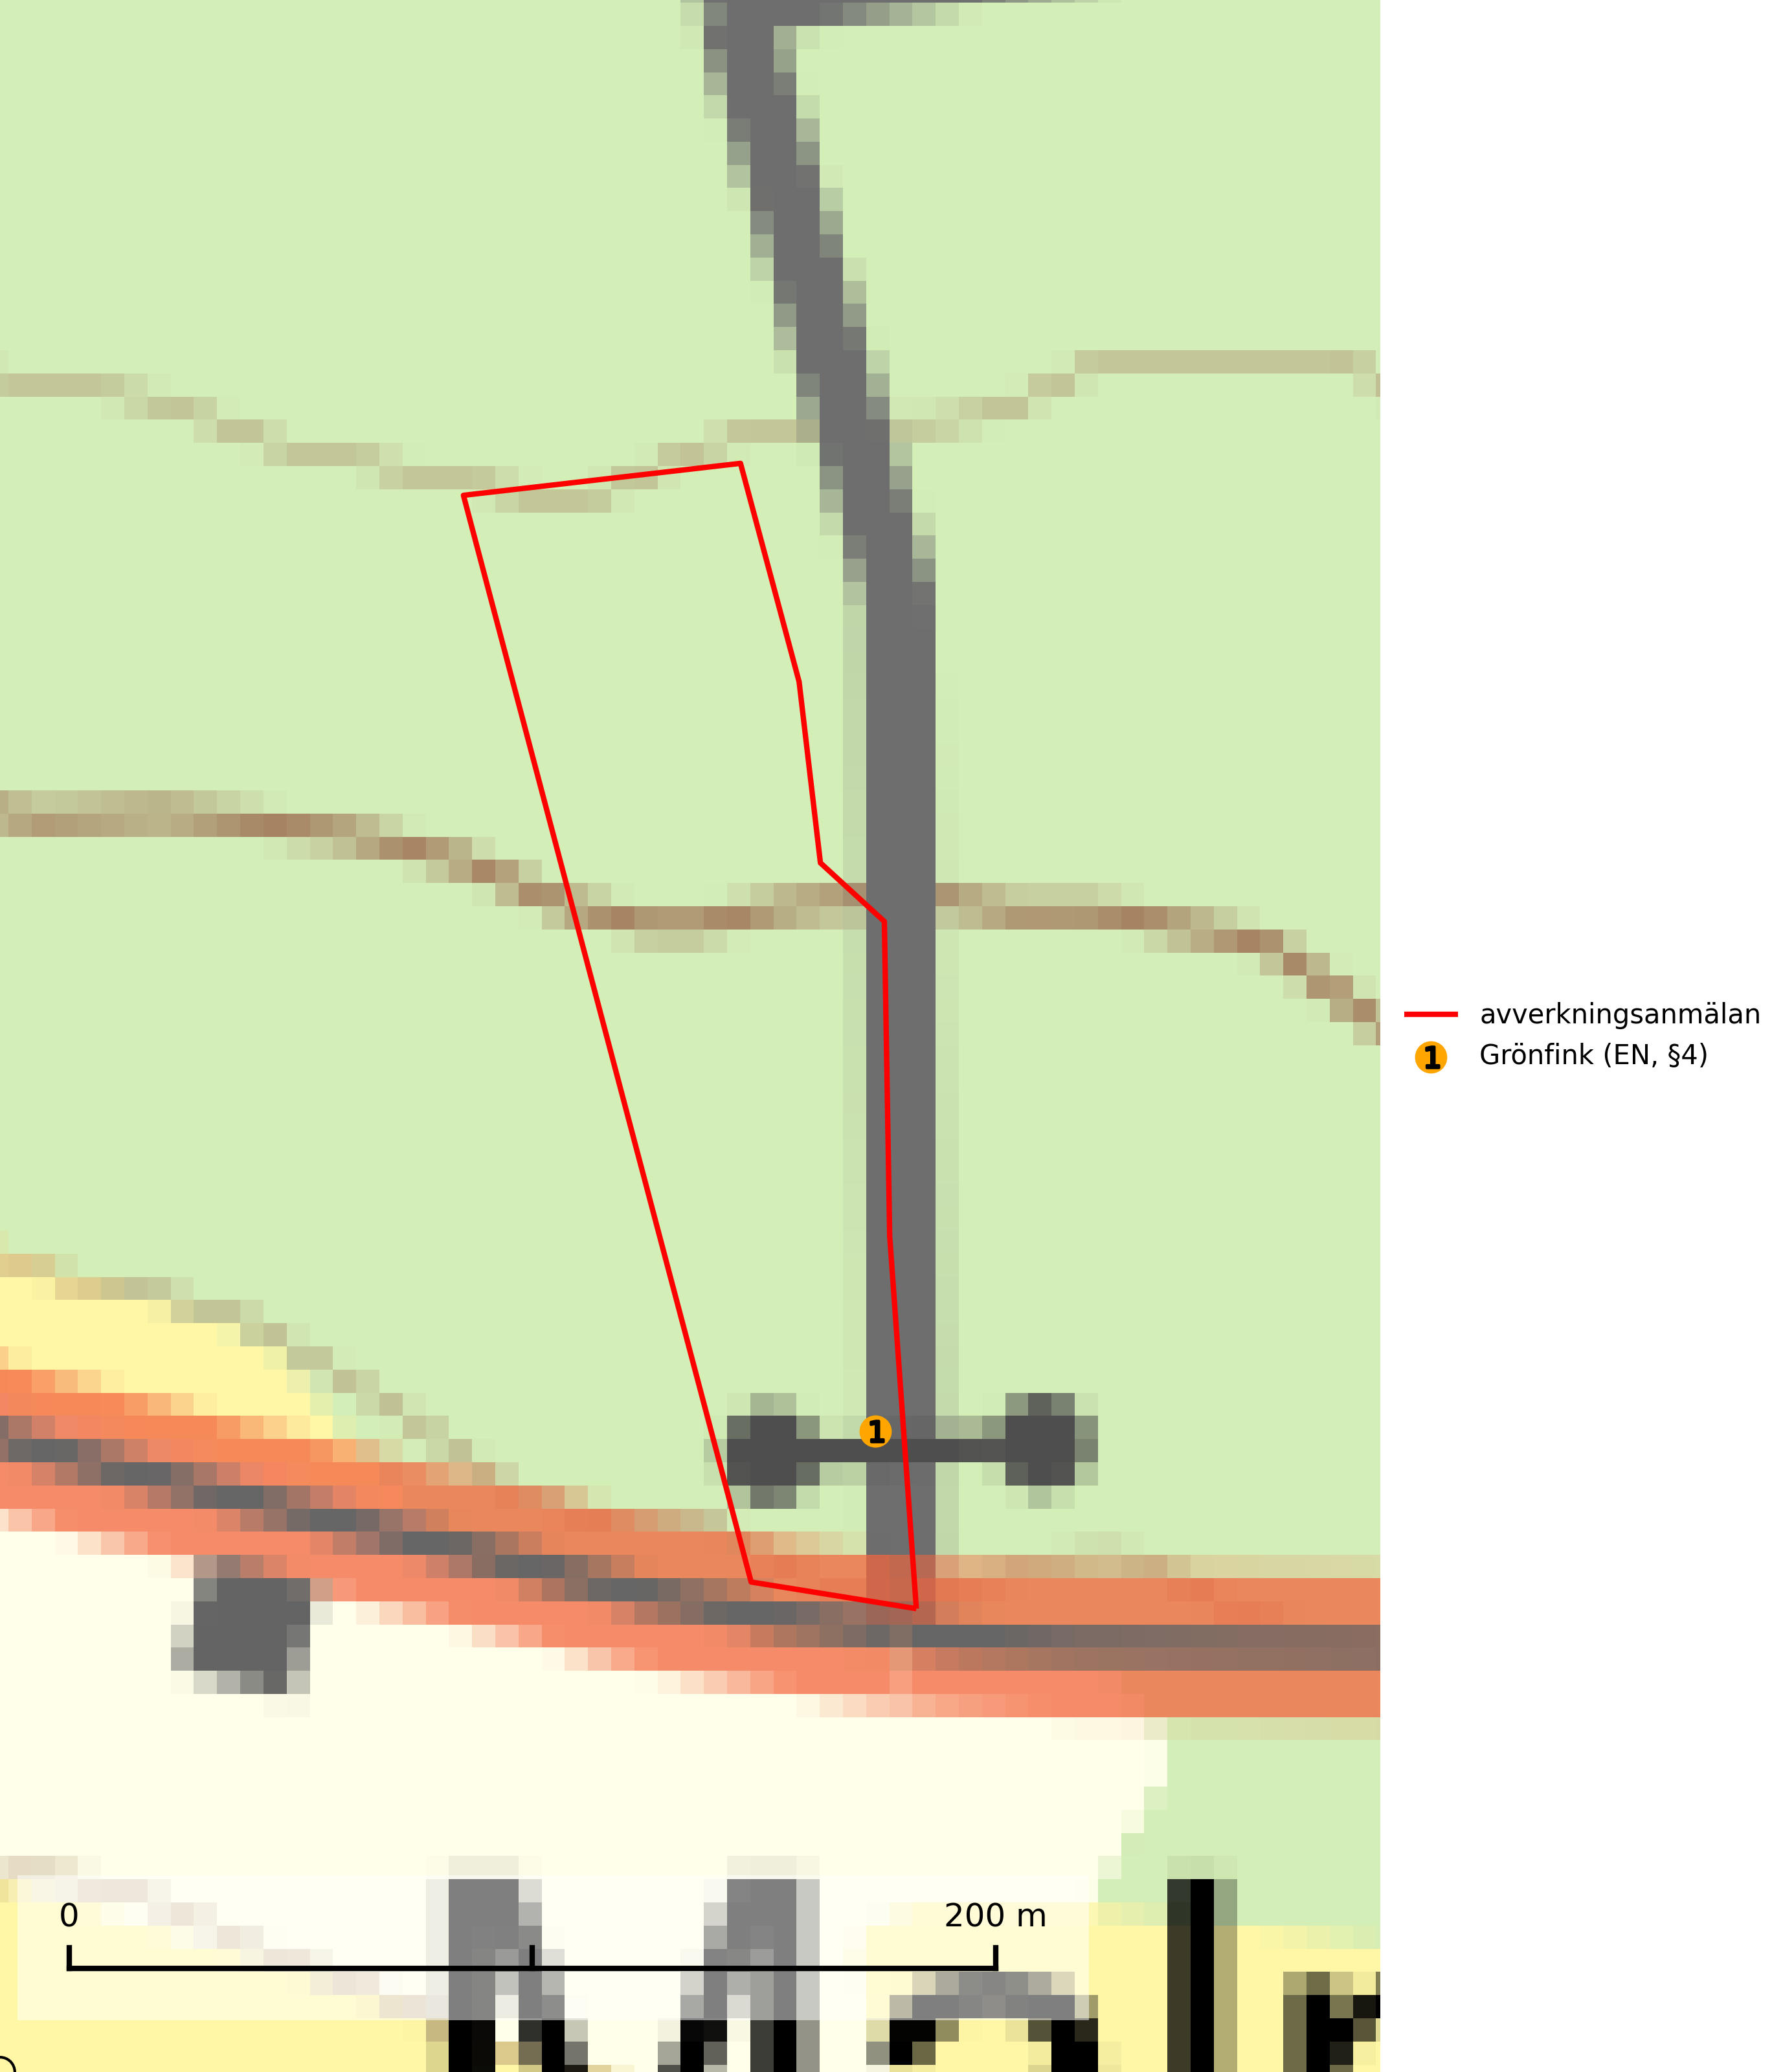 avverkningsanmälan
1 Grönfink (EN, §4)
1
0 200 m